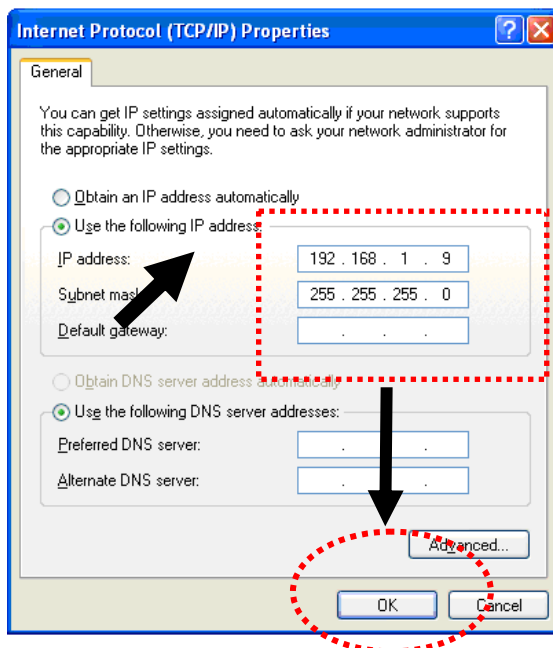 Internet Protocol (TCP/IP) Properties
General
You can get IP settings assigned automatically if your network supports
this capability. Otherwise, you need to ask your network administrator for
the appropriate IP settings.
Obtain an IP address automatically
Use the following IP address:
IP address: 192 . 168 . 1 . 9
Subnet mask 255 . 255 . 255 . 0
Default gateway: . . .
Obtain DNS server address automatically
Use the following DNS server addresses:
Preferred DNS server: . . .
Alternate DNS server: . . .
Advanced...
OK Cancel